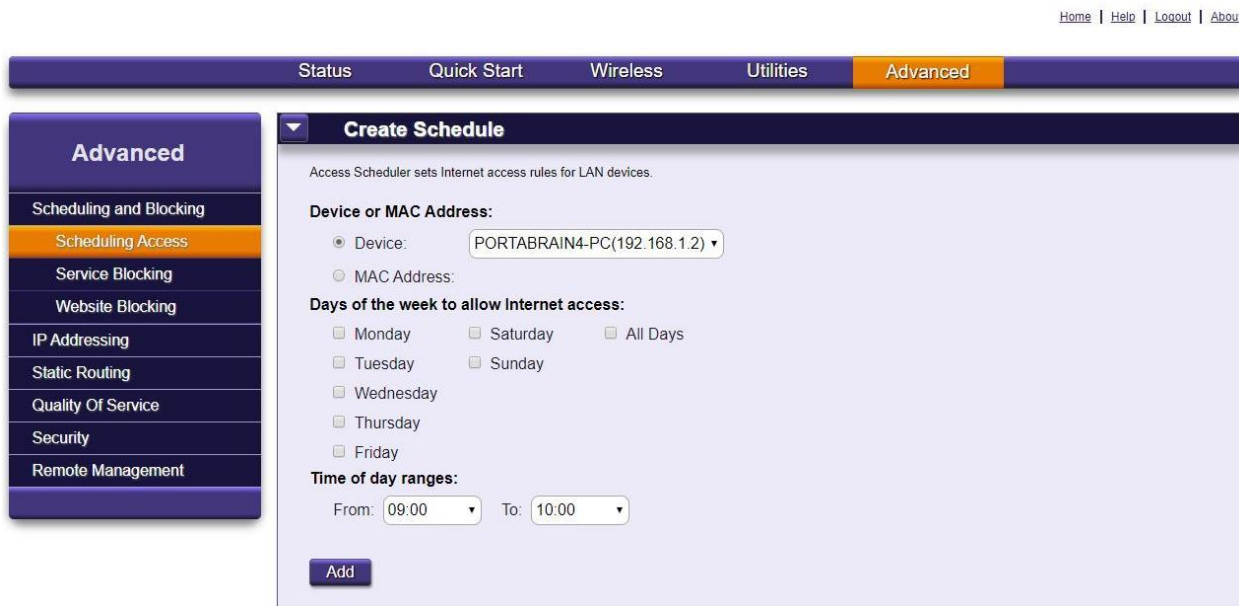 Home | Help | Logout | About
Status Quick Start Wireless Utilities Advanced
Advanced
Scheduling and Blocking
Scheduling Access
Service Blocking
Website Blocking
IP Addressing
Static Routing
Quality Of Service
Security
Remote Management
Create Schedule
Access Scheduler sets Internet access rules for LAN devices.
Device or MAC Address:
Device: PORTABRAIN4-PC(192.168.1.2)
MAC Address:
Days of the week to allow Internet access:
Monday Saturday All Days
Tuesday Sunday
Wednesday
Thursday
Friday
Time of day ranges:
From: 09:00 To: 10:00
Add